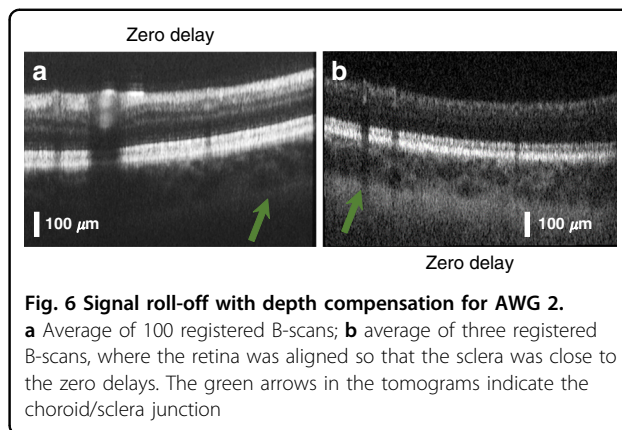 Zero delay
a
b
100 μm
100 μm
Zero delay
Fig. 6 Signal roll-off with depth compensation for AWG 2.
a Average of 100 registered B-scans; b average of three registered
B-scans, where the retina was aligned so that the sclera was close to
the zero delays. The green arrows in the tomograms indicate the
choroid/sclera junction